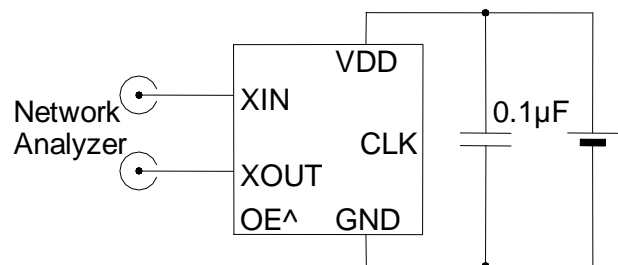 VDD
Network
Analyzer
XIN
0.1µF
CLK
XOUT
OE^
GND